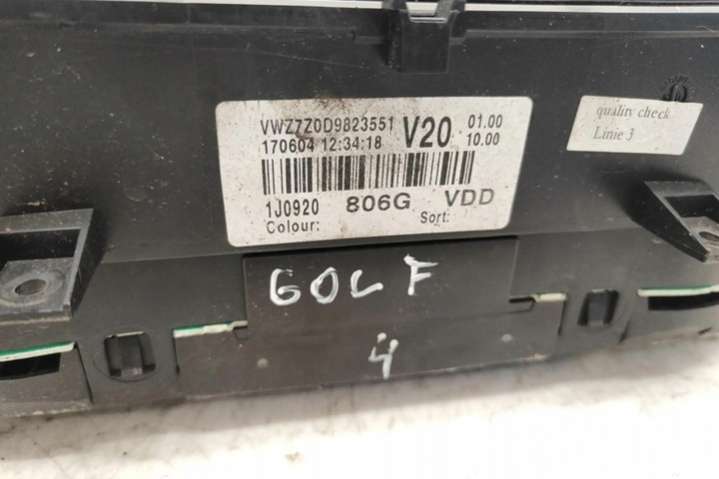 VWZ7Z0D9823551 V20 01.00
170604 12:34:18 10.00
1J0920 806G VDD
Colour: Sort:
quality check
Linie 3
GOLF
4